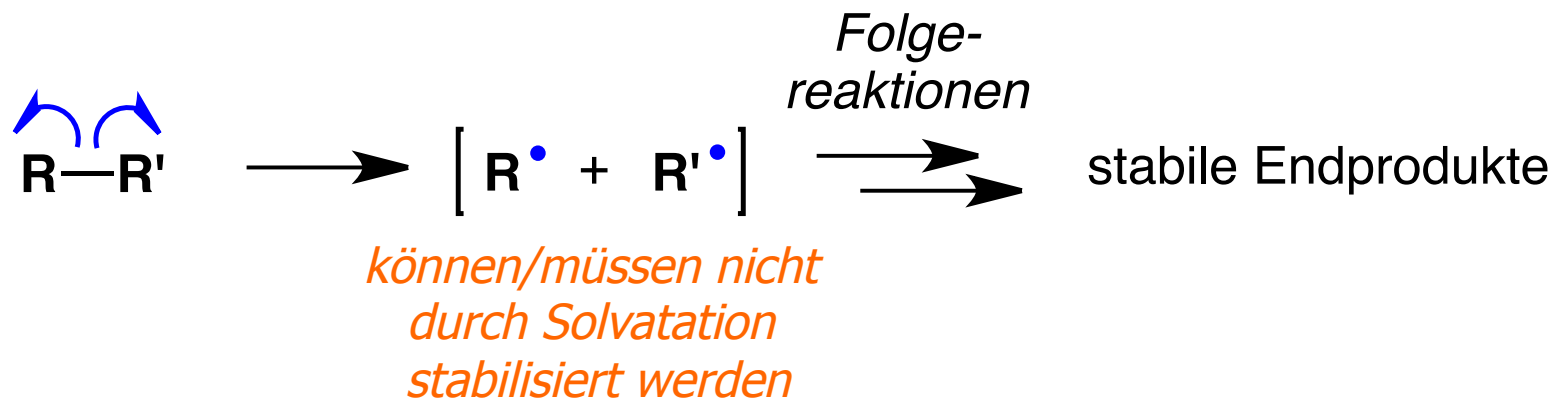 Folge-
reaktionen
R—R' [ R• + R'• ] stabile Endprodukte
können/müssen nicht
durch Solvatation
stabilisiert werden